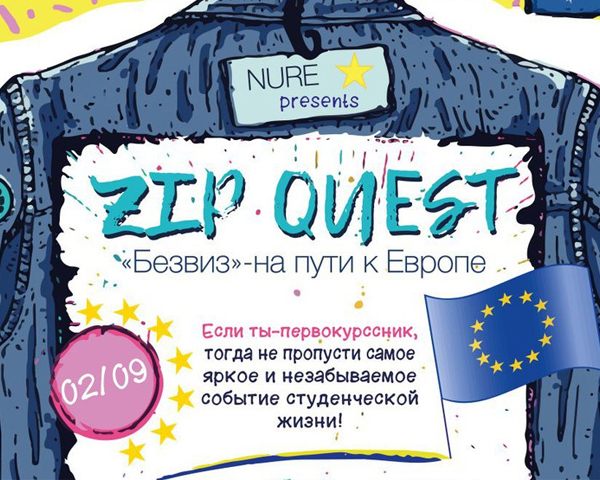 NURE
presents
ZIP QUEST
«Безвиз»-на пути к Европе
Если ты-первокурссник,
тогда не пропусти самое
яркое и незабываемое
событие студенческой
жизни!
02/09